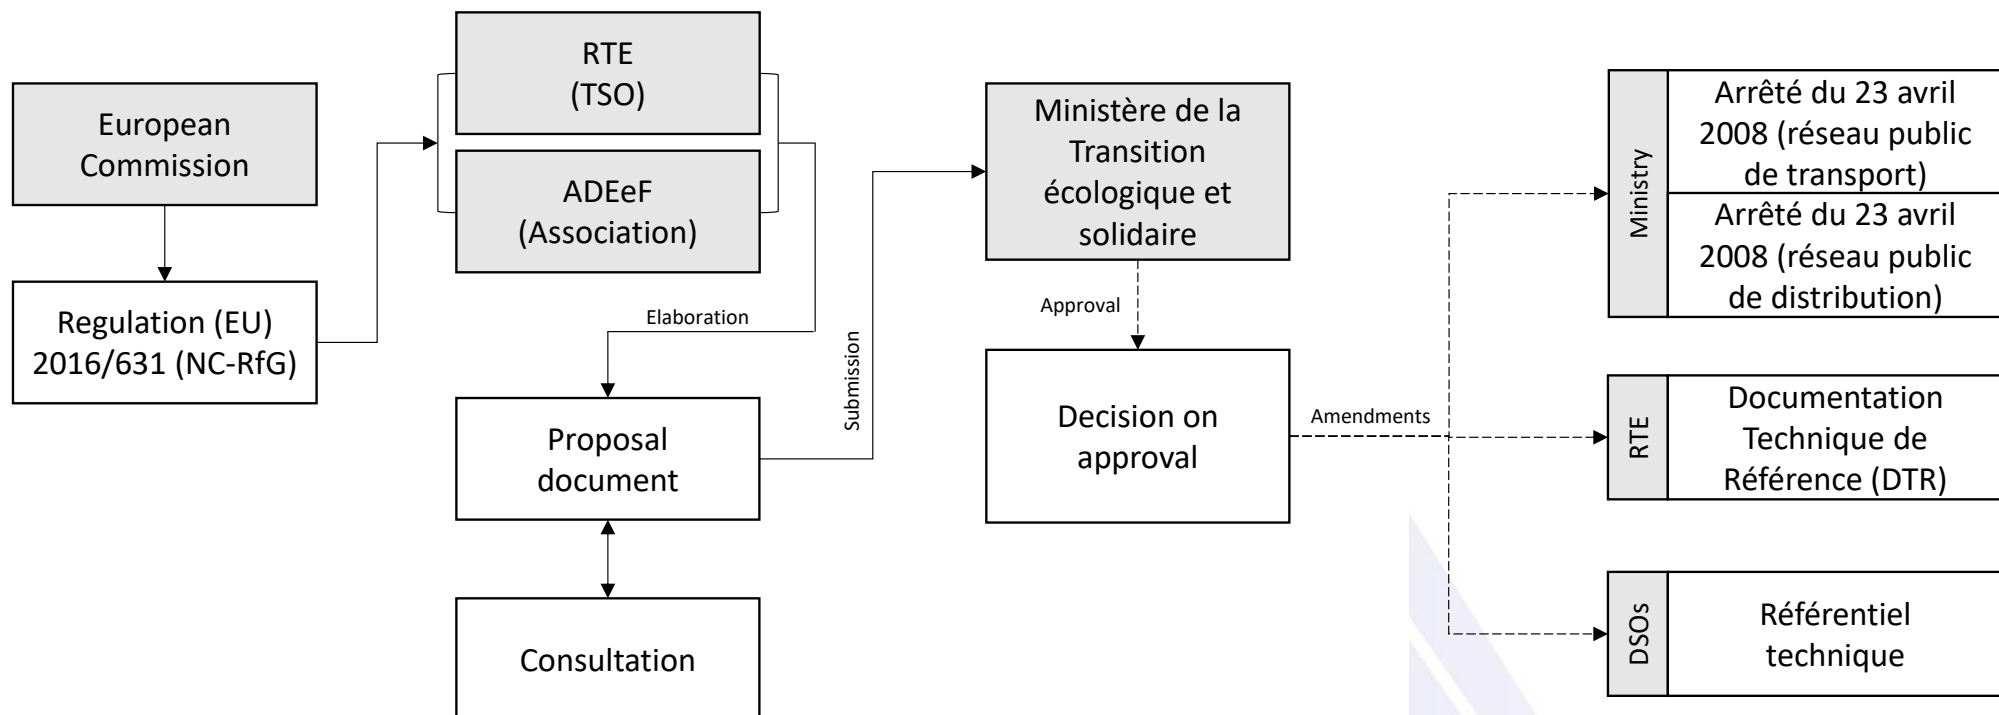 European
Commission
Regulation (EU)
2016/631 (NC-RfG)
RTE
(TSO)
ADEeF
(Association)
Elaboration
Proposal
document
Consultation
Submission
Ministère de la
Transition
écologique et
solidaire
Approval
Decision on
approval
Amendments
Ministry
Arrêté du 23 avril
2008 (réseau public
de transport)
Arrêté du 23 avril
2008 (réseau public
de distribution)
RTE
Documentation
Technique de
Référence (DTR)
DSOs
Référentiel
technique